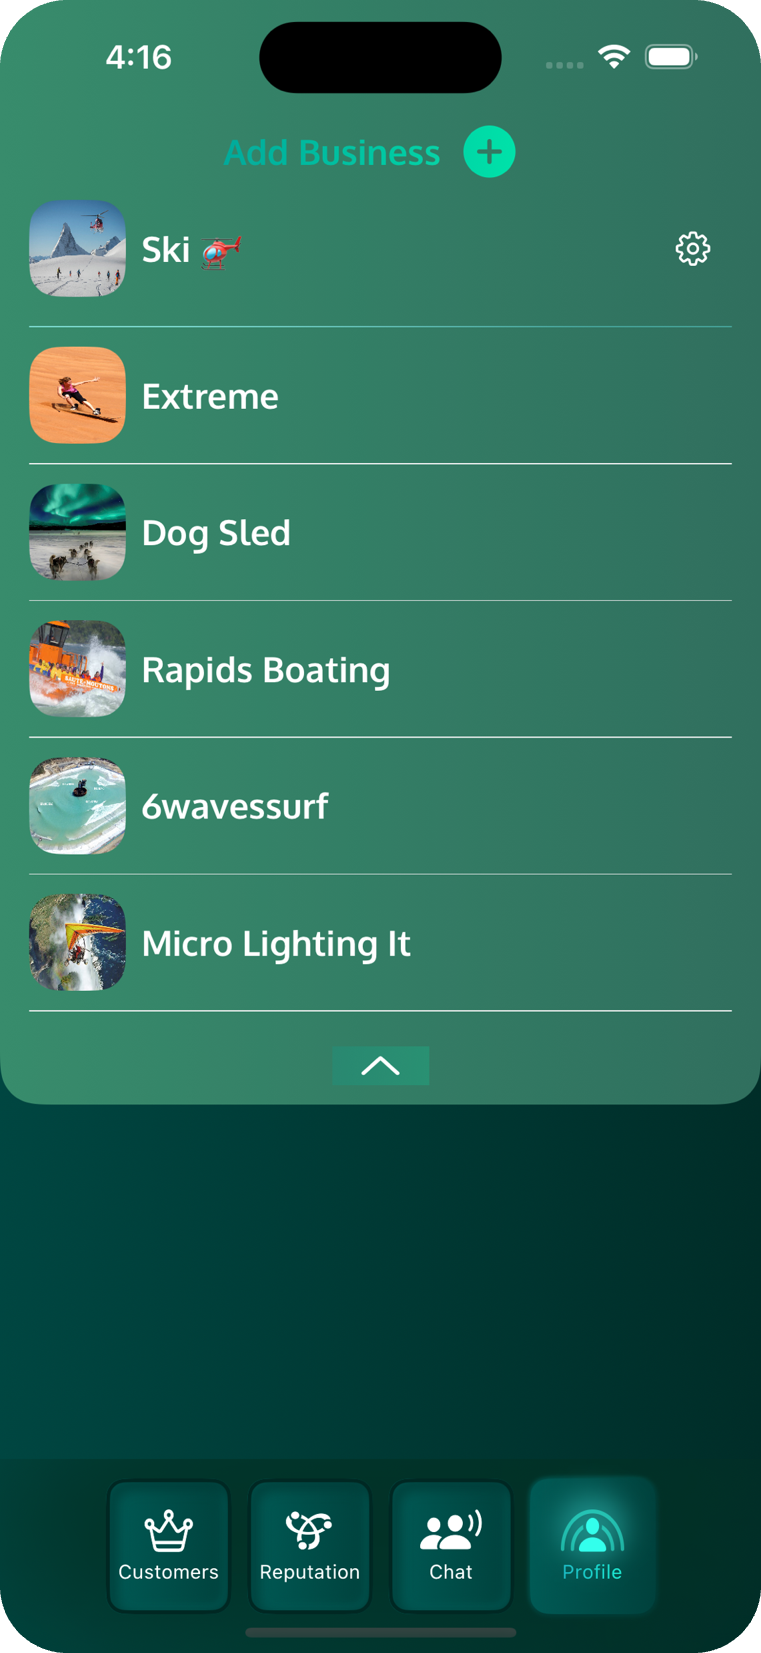 4:16
Add Business
Ski 🚁
Extreme
Dog Sled
Rapids Boating
6wavessurf
Micro Lighting It
Customers
Reputation
Chat
Profile